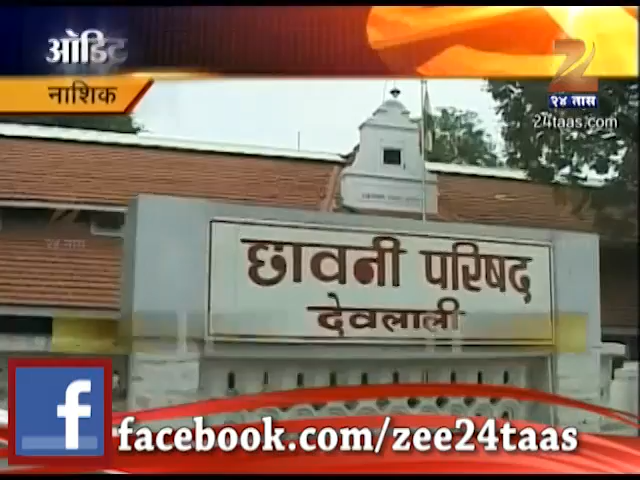 ऑडिट
नाशिक
२४ तास
24taas.com
छावनी परिषद
देवलाली
facebook.com/zee24taas